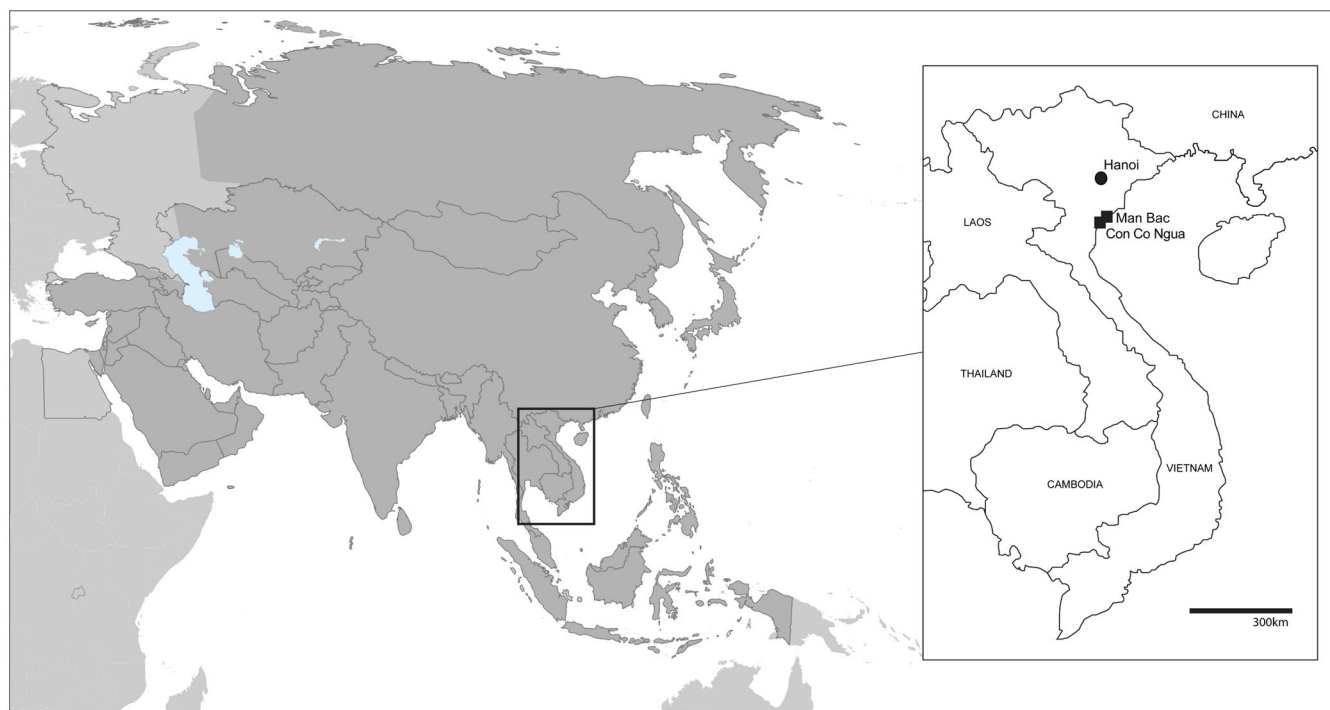 CHINA
Hanoi
LAOS
Man Bac
Con Co Ngua
THAILAND
VIETNAM
CAMBODIA
300km